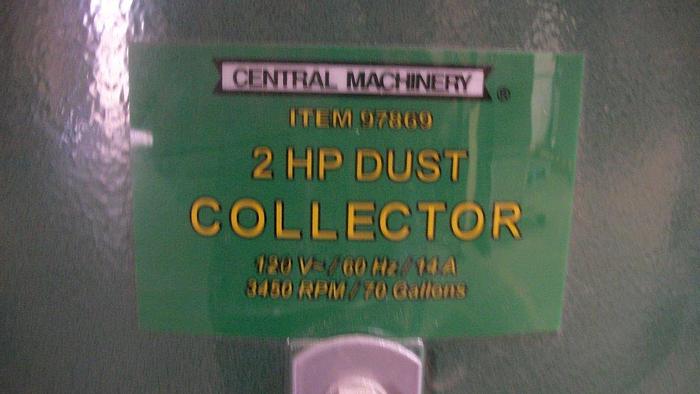 CENTRAL MACHINERY ®
ITEM 97869
2 HP DUST
COLLECTOR
120 V~ / 60 Hz / 14 A
3450 RPM / 70 Gallons